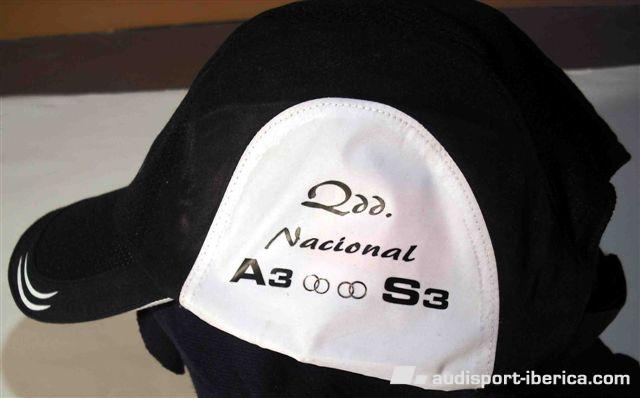 Qdd.
Nacional
A3 S3
audisport-iberica.com